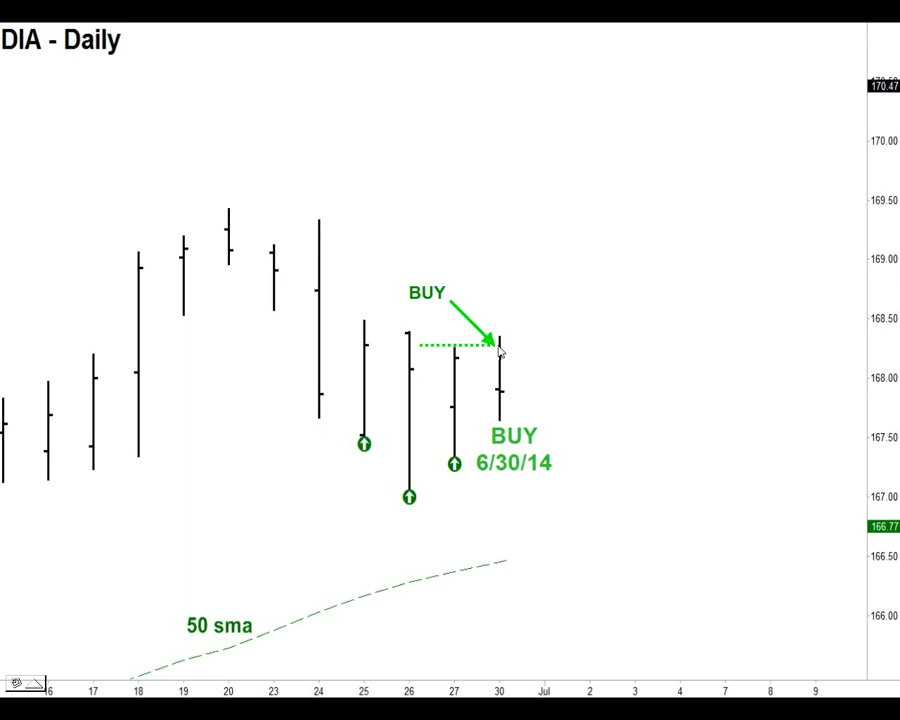 DIA - Daily
170.47
170.00
169.50
169.00
168.50
BUY
168.00
BUY
167.50
6/30/14
167.00
166.77
166.50
50 sma
166.00
16 17 18 19 20 23 24 25 26 27 30 Jul 2 3 4 7 8 9